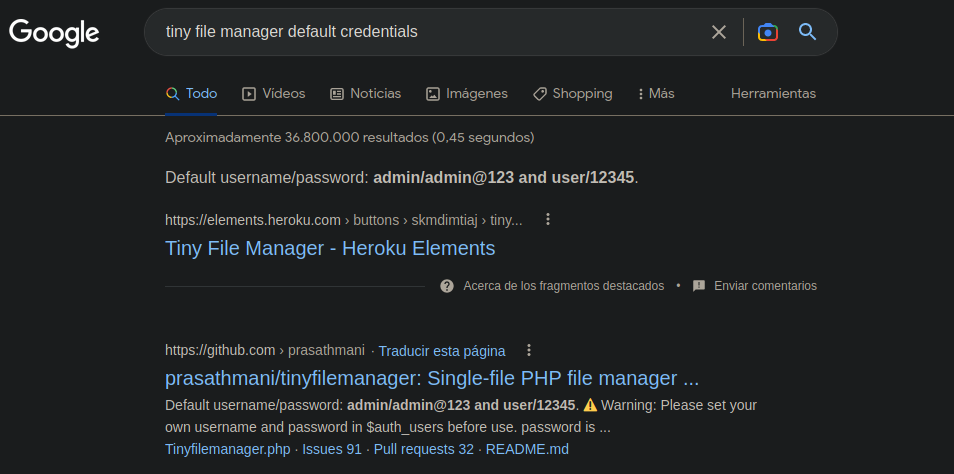 Google
tiny file manager default credentials
Todo Vídeos Noticias Imágenes Shopping Más Herramientas
Aproximadamente 36.800.000 resultados (0,45 segundos)
Default username/password: admin/admin@123 and user/12345.
https://elements.heroku.com › buttons › skmdimtiaj › tiny...
Tiny File Manager - Heroku Elements
Acerca de los fragmentos destacados • Enviar comentarios
https://github.com › prasathmani · Traducir esta página
prasathmani/tinyfilemanager: Single-file PHP file manager ...
Default username/password: admin/admin@123 and user/12345. ⚠️ Warning: Please set your
own username and password in $auth_users before use. password is ...
Tinyfilemanager.php · Issues 91 · Pull requests 32 · README.md